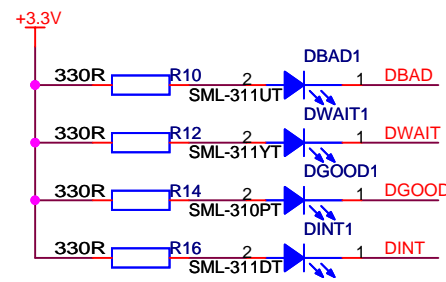 +3.3V
DBAD1
330R R10 2 1 DBAD
SML-311UT
DWAIT1
330R R12 2 1 DWAIT
SML-311YT
DGOOD1
330R R14 2 1 DGOOD
SML-310PT
DINT1
330R R16 2 1 DINT
SML-311DT